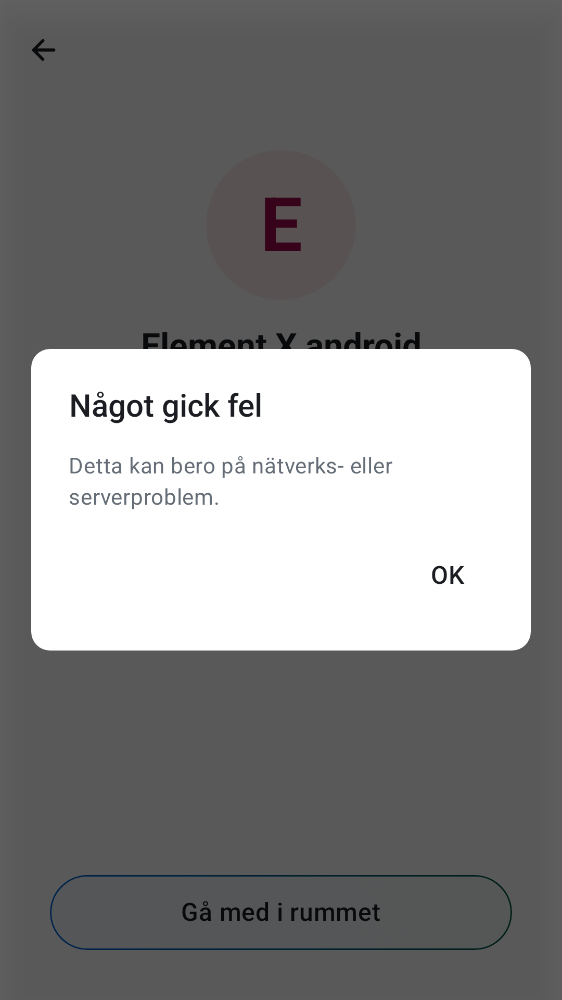 E
Element X android
Något gick fel
Detta kan bero på nätverks- eller
serverproblem.
OK
Gå med i rummet